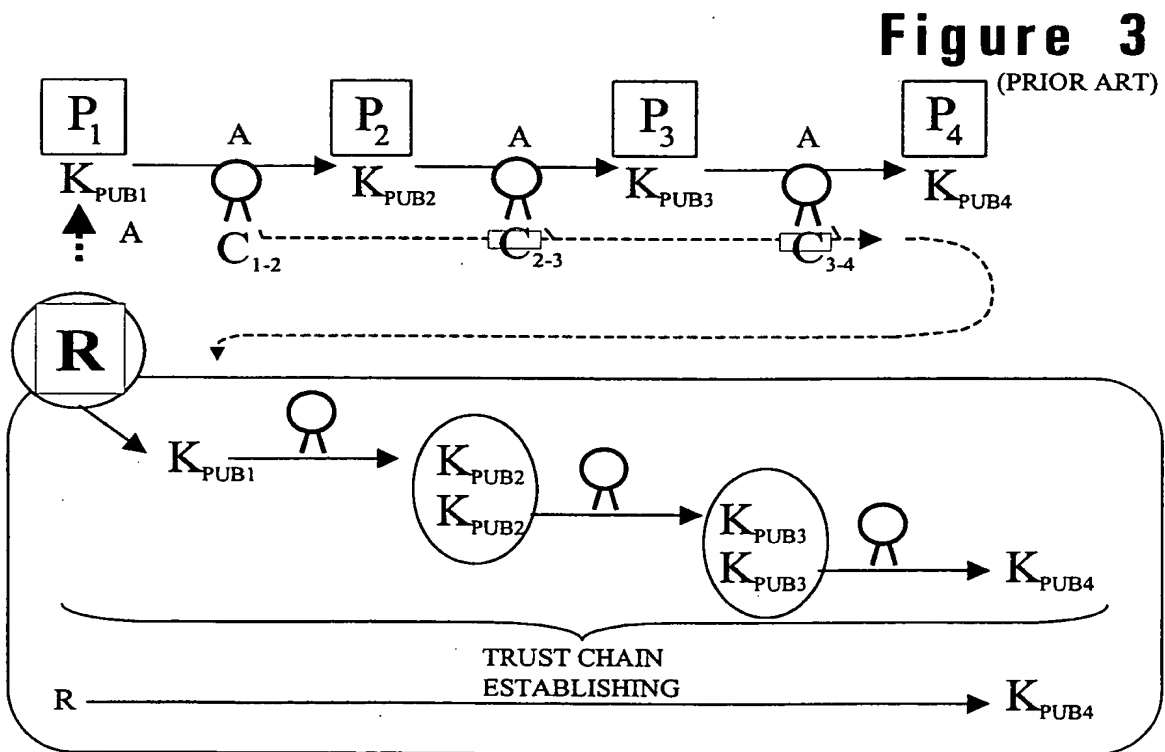 Figure 3
(PRIOR ART)
P1 A P2 A P3 A P4
KPUB1 KPUB2 KPUB3 KPUB4
A
C1-2 C2-3 C3-4
R
KPUB1 KPUB2
KPUB2 KPUB3
KPUB3 KPUB4
TRUST CHAIN
ESTABLISHING
R KPUB4